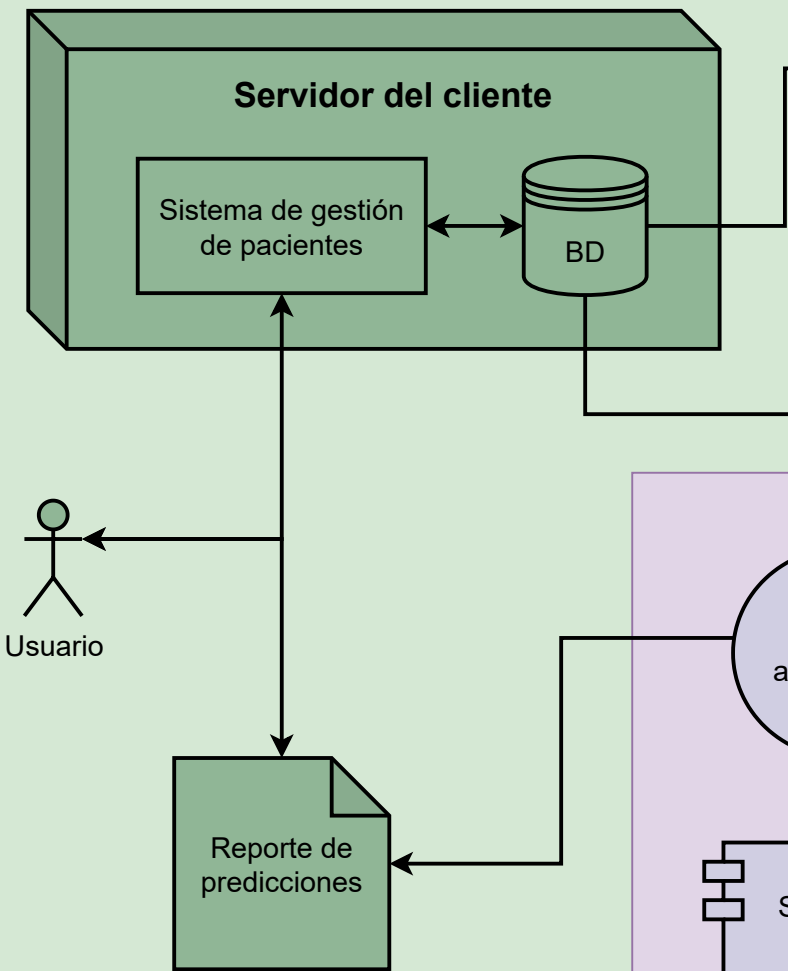 Servidor del cliente
Sistema de gestión
de pacientes
BD
Usuario
Reporte de
predicciones